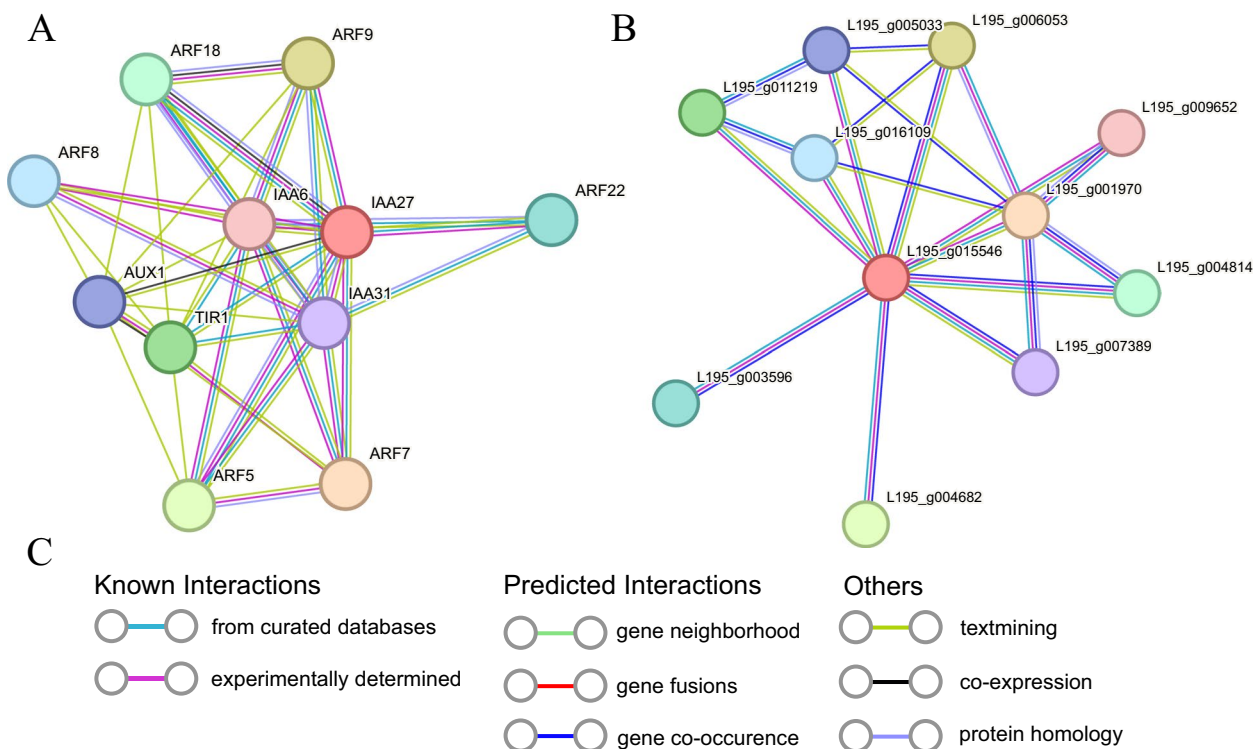 A
ARF18
ARF9
ARF8
IAA6
IAA27
ARF22
AUX1
IAA31
TIR1
ARF5
ARF7
B
L195_g005033
L195_g006053
L195_g011219
L195_g009652
L195_g016109
L195_g001970
L195_g015546
L195_g004814
L195_g007389
L195_g003596
L195_g004682
C
Known Interactions
from curated databases
experimentally determined
Predicted Interactions
gene neighborhood
gene fusions
gene co-occurence
Others
textmining
co-expression
protein homology